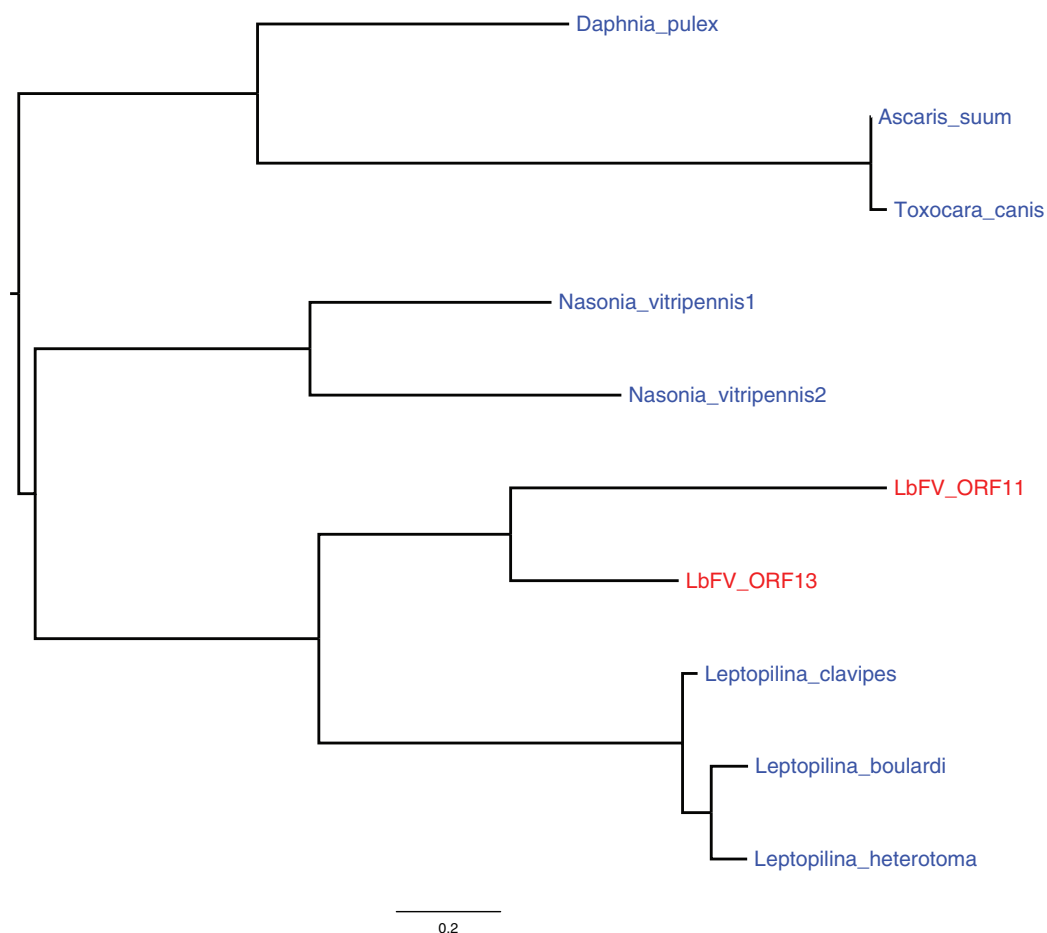 Daphnia_pulex
Ascaris_suum
Toxocara_canis
Nasonia_vitripennis1
Nasonia_vitripennis2
LbFV_ORF11
LbFV_ORF13
Leptopilina_clavipes
Leptopilina_boulardi
Leptopilina_heterotoma
0.2